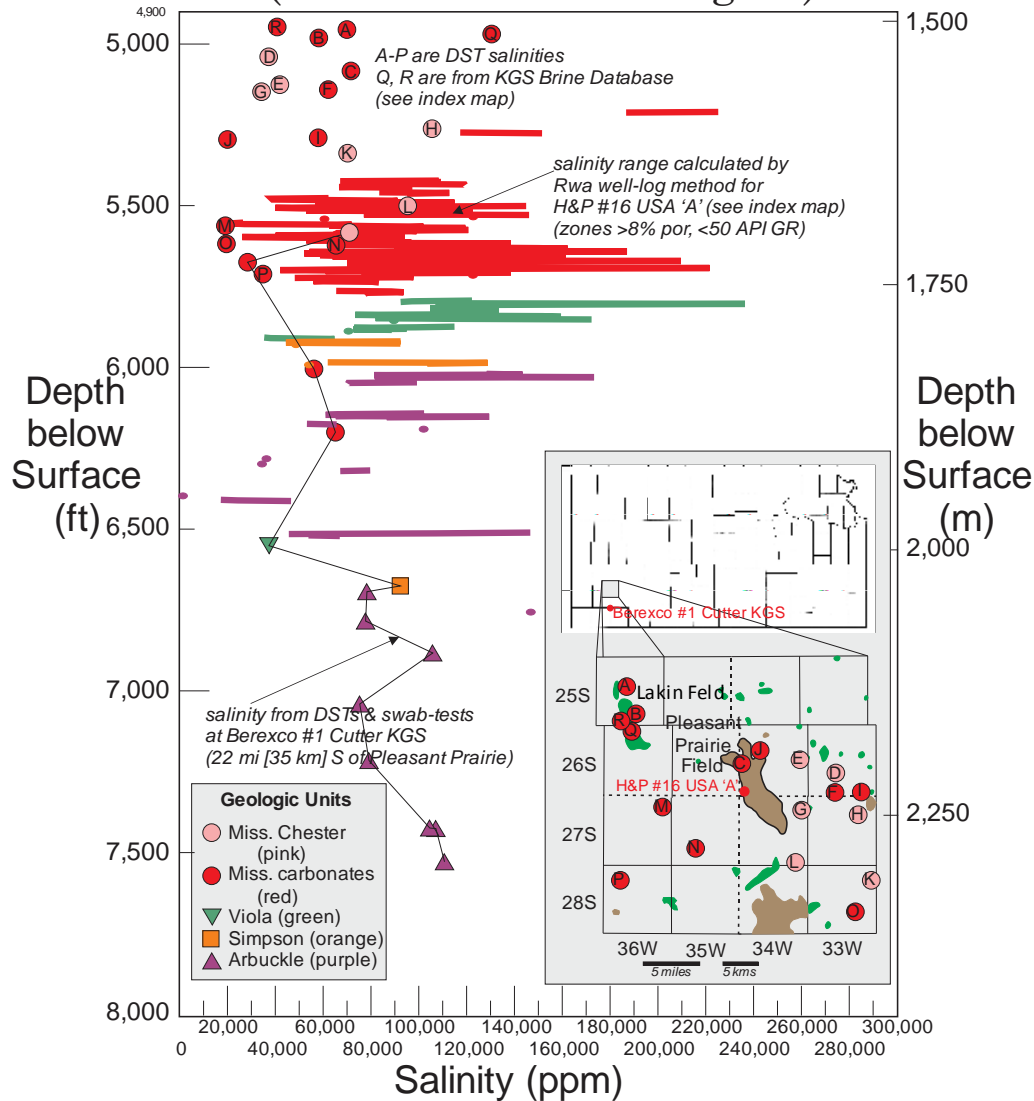 4,900
5,000
5,500
6,000
6,500
7,000
7,500
8,000
Depth
below
Surface
(ft)
1,500
1,750
2,000
2,250
Depth
below
Surface
(m)
R
B
A
Q
D
C
G
E
F
H
J
I
K
L
M
O
N
P
A-P are DST salinities
Q, R are from KGS Brine Database
(see index map)
salinity range calculated by
Rwa well-log method for
H&P #16 USA ‘A’ (see index map)
(zones >8% por, <50 API GR)
salinity from DSTs & swab-tests
at Berexco #1 Cutter KGS
(22 mi [35 km] S of Pleasant Prairie)
Geologic Units
Miss. Chester
(pink)
Miss. carbonates
(red)
Viola (green)
Simpson (orange)
Arbuckle (purple)
Berexco #1 Cutter KGS
25S
26S
27S
28S
A
Lakin Feld
B
R
Q
Pleasant
Prairie
Field
J
C
E
D
F
I
H&P #16 USA ‘A’
M
G
H
N
L
P
K
O
36W
35W
34W
33W
5 miles
5 kms
20,000
60,000
100,000
140,000
180,000
220,000
260,000
300,000
0
40,000
80,000
120,000
160,000
200,000
240,000
280,000
Salinity (ppm)